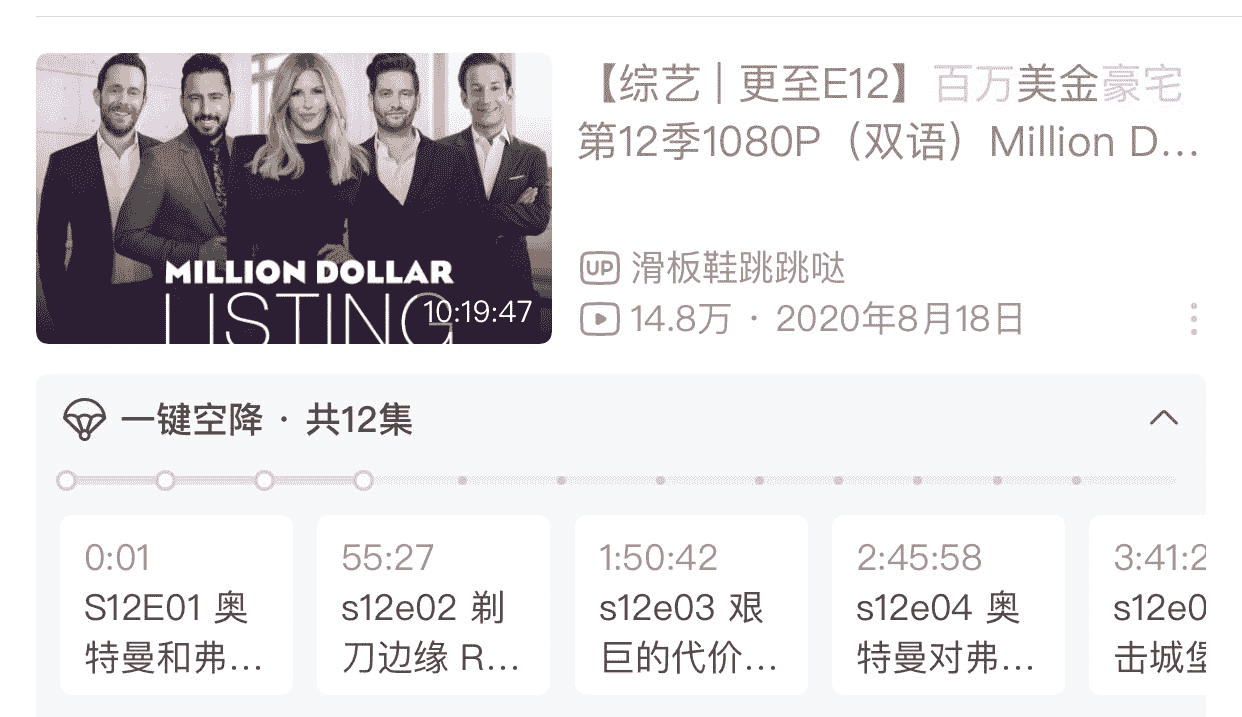 【综艺 | 更至E12】百万美金豪宅
第12季1080P（双语）Million D...
MILLION DOLLAR
LISTING
10:19:47
UP 滑板鞋跳跳哒
14.8万 · 2020年8月18日
一键空降 · 共12集
0:01
S12E01 奥
特曼和弗...
55:27
s12e02 剃
刀边缘 R...
1:50:42
s12e03 艰
巨的代价...
2:45:58
s12e04 奥
特曼对弗...
3:41:2
s12e0
击城堡